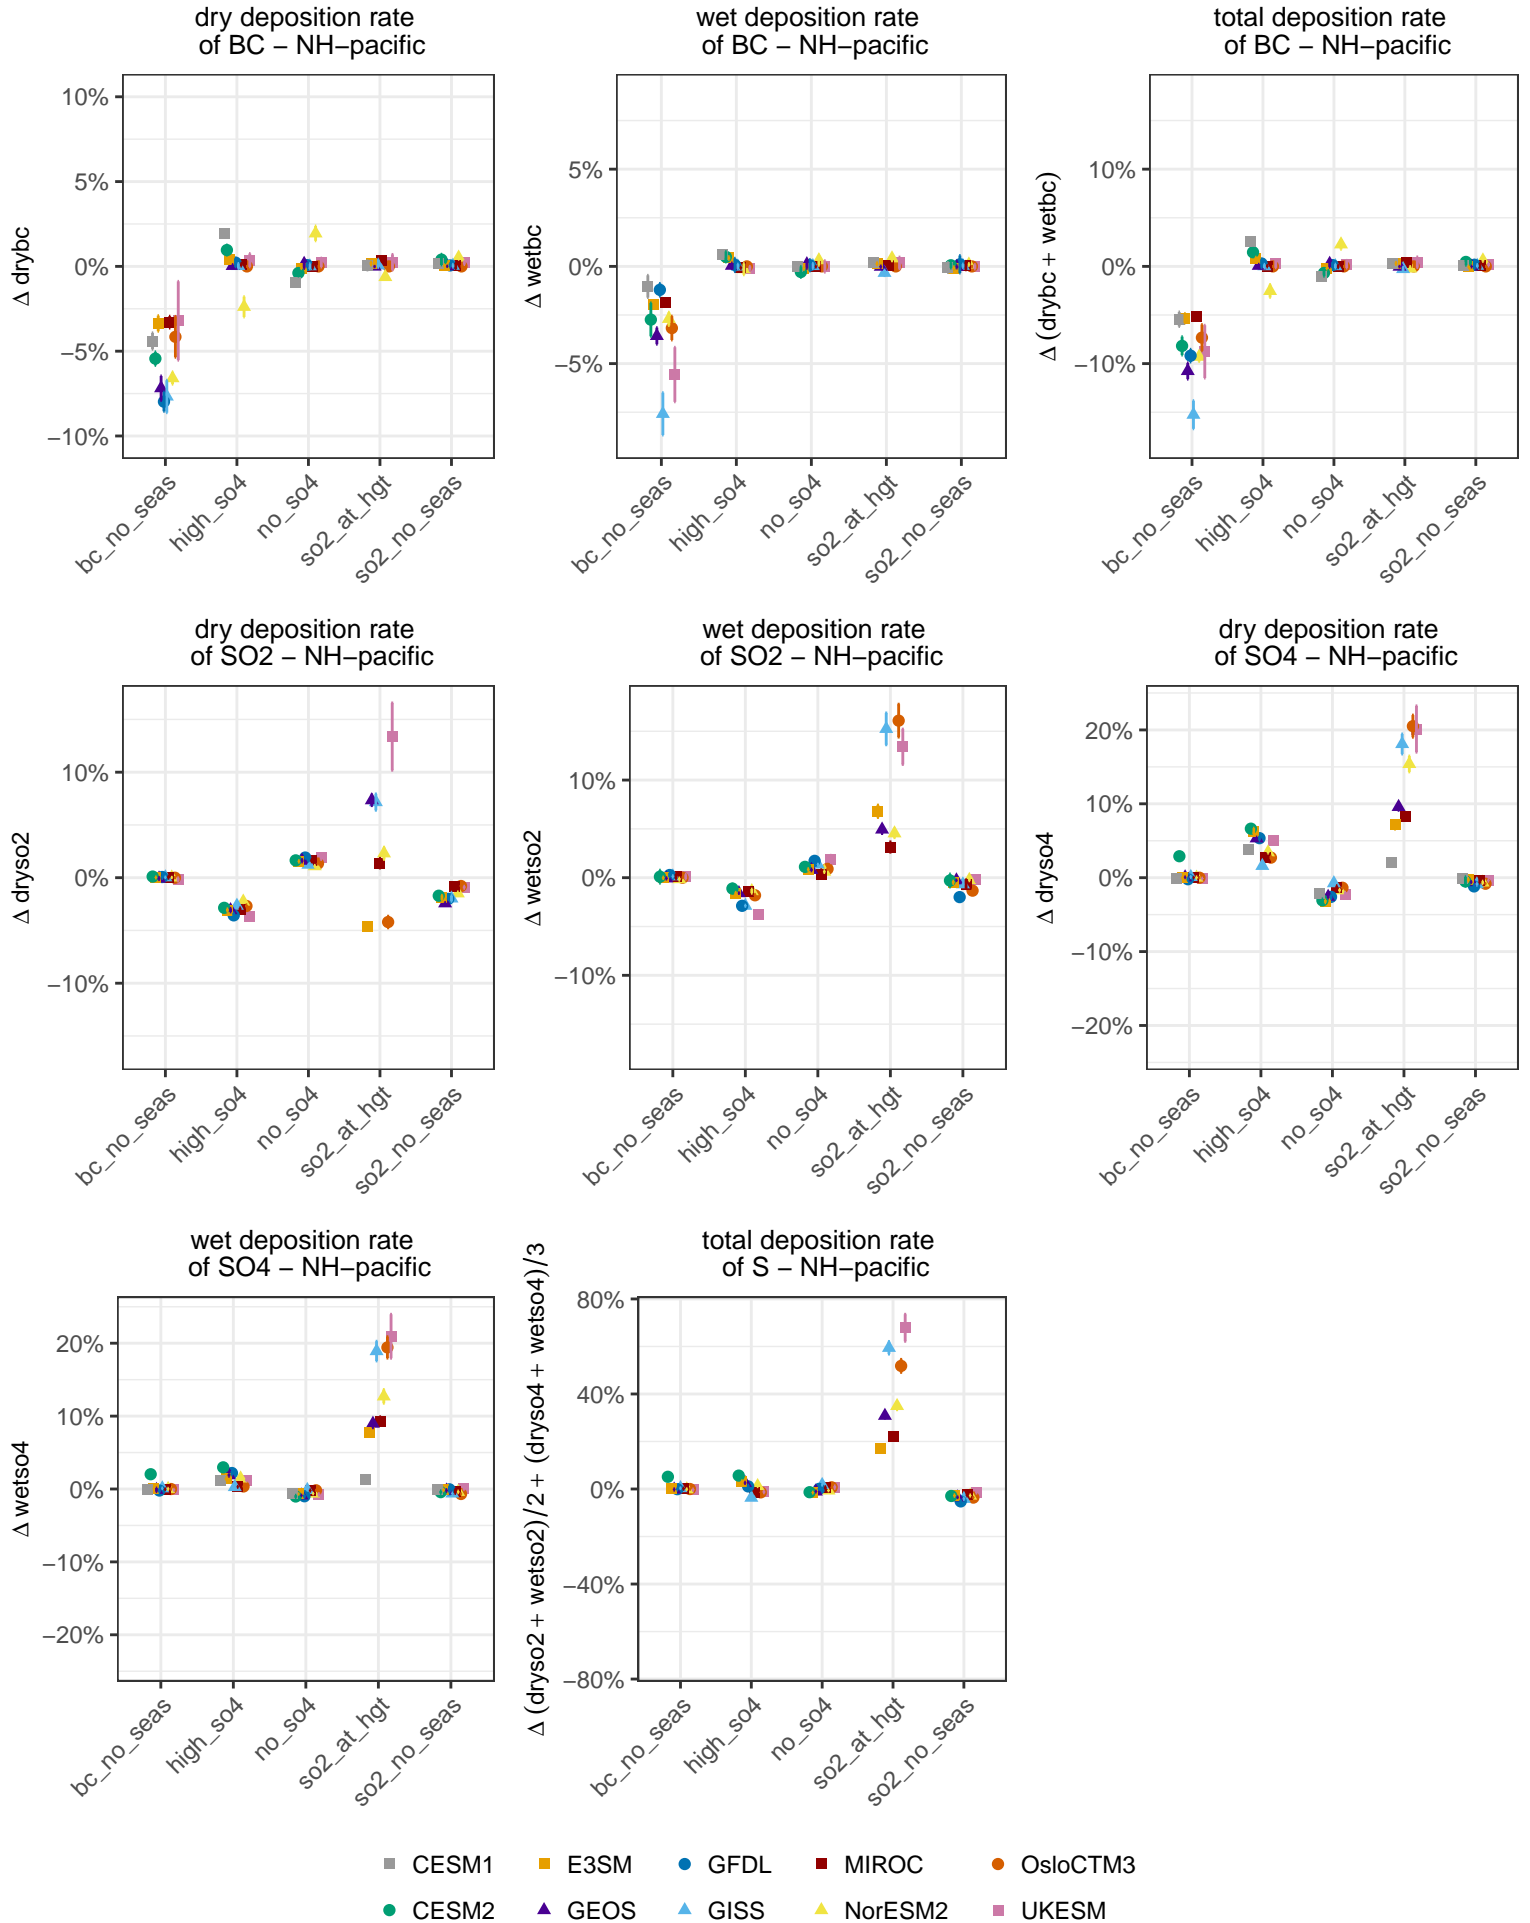 dry deposition rate
of BC − NH−pacific
Δ drybc
10%
5%
0%
−5%
−10%
bc_no_seas
high_so4
no_so4
so2_at_hgt
so2_no_seas
wet deposition rate
of BC − NH−pacific
Δ wetbc
5%
0%
−5%
bc_no_seas
high_so4
no_so4
so2_at_hgt
so2_no_seas
total deposition rate
of BC − NH−pacific
Δ (drybc + wetbc)
10%
0%
−10%
bc_no_seas
high_so4
no_so4
so2_at_hgt
so2_no_seas
dry deposition rate
of SO2 − NH−pacific
Δ dryso2
10%
0%
−10%
bc_no_seas
high_so4
no_so4
so2_at_hgt
so2_no_seas
wet deposition rate
of SO2 − NH−pacific
Δ wetso2
10%
0%
−10%
bc_no_seas
high_so4
no_so4
so2_at_hgt
so2_no_seas
dry deposition rate
of SO4 − NH−pacific
Δ dryso4
20%
10%
0%
−10%
−20%
bc_no_seas
high_so4
no_so4
so2_at_hgt
so2_no_seas
wet deposition rate
of SO4 − NH−pacific
Δ wetso4
20%
10%
0%
−10%
−20%
bc_no_seas
high_so4
no_so4
so2_at_hgt
so2_no_seas
total deposition rate
of S − NH−pacific
Δ (dryso2 + wetso2)/2 + (dryso4 + wetso4)/3
80%
40%
0%
−40%
−80%
bc_no_seas
high_so4
no_so4
so2_at_hgt
so2_no_seas
CESM1 E3SM GFDL MIROC OsloCTM3
CESM2 GEOS GISS NorESM2 UKESM